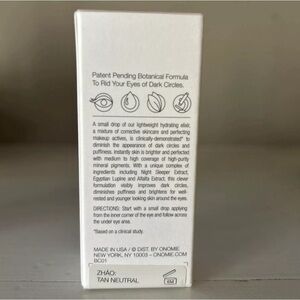 Patent Pending Botanical Formula
To Rid Your Eyes of Dark Circles.
A small drop of our lightweight hydrating elixir,
a mixture of corrective skincare and perfecting
makeup actives, is clinically-demonstrated* to
diminish the appearance of dark circles and
puffiness. Instantly skin is brighter and perfected
with medium to high coverage of high-purity
mineral pigments. With a unique complex of
ingredients including Night Sleeper Extract,
Egyptian Lupine and Alfalfa Extract, this clever
formulation visibly improves dark circles,
diminishes puffiness and brightens for well-
rested and younger looking skin around the eyes.
DIRECTIONS: Start with a small drop applying
from the inner corner of the eye and follow across
the under eye area.
*Based on a clinical study.
MADE IN USA / @ DIST. BY ONOMIE
NEW YORK, NY 10003 – ONOMIE.COM
BC01
ZHÃO:
TAN NEUTRAL
6M